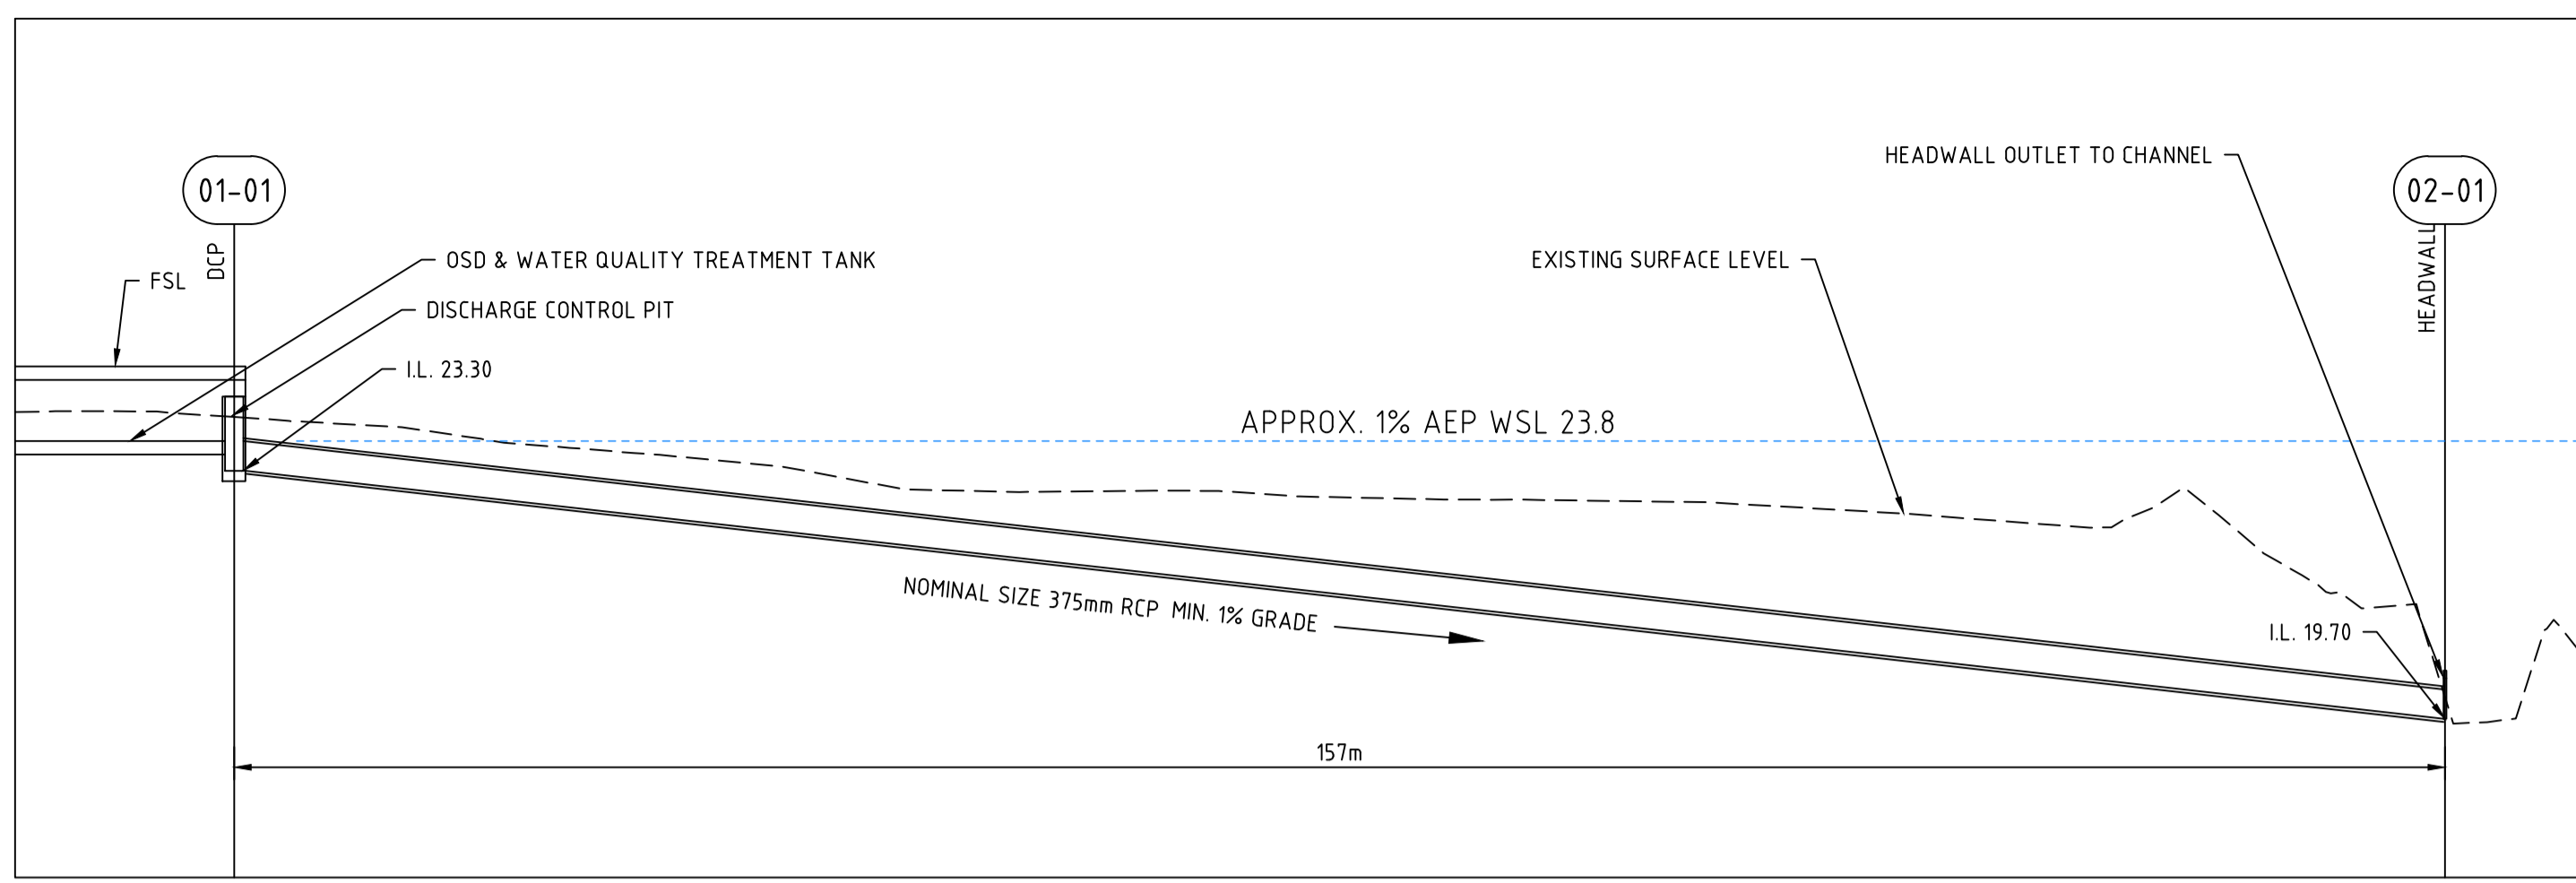 HEADWALL OUTLET TO CHANNEL
01-01
02-01
DCP
HEADWALL
OSD & WATER QUALITY TREATMENT TANK
EXISTING SURFACE LEVEL
FSL
DISCHARGE CONTROL PIT
I.L. 23.30
APPROX. 1% AEP WSL 23.8
NOMINAL SIZE 375mm RCP MIN. 1% GRADE
I.L. 19.70
157m